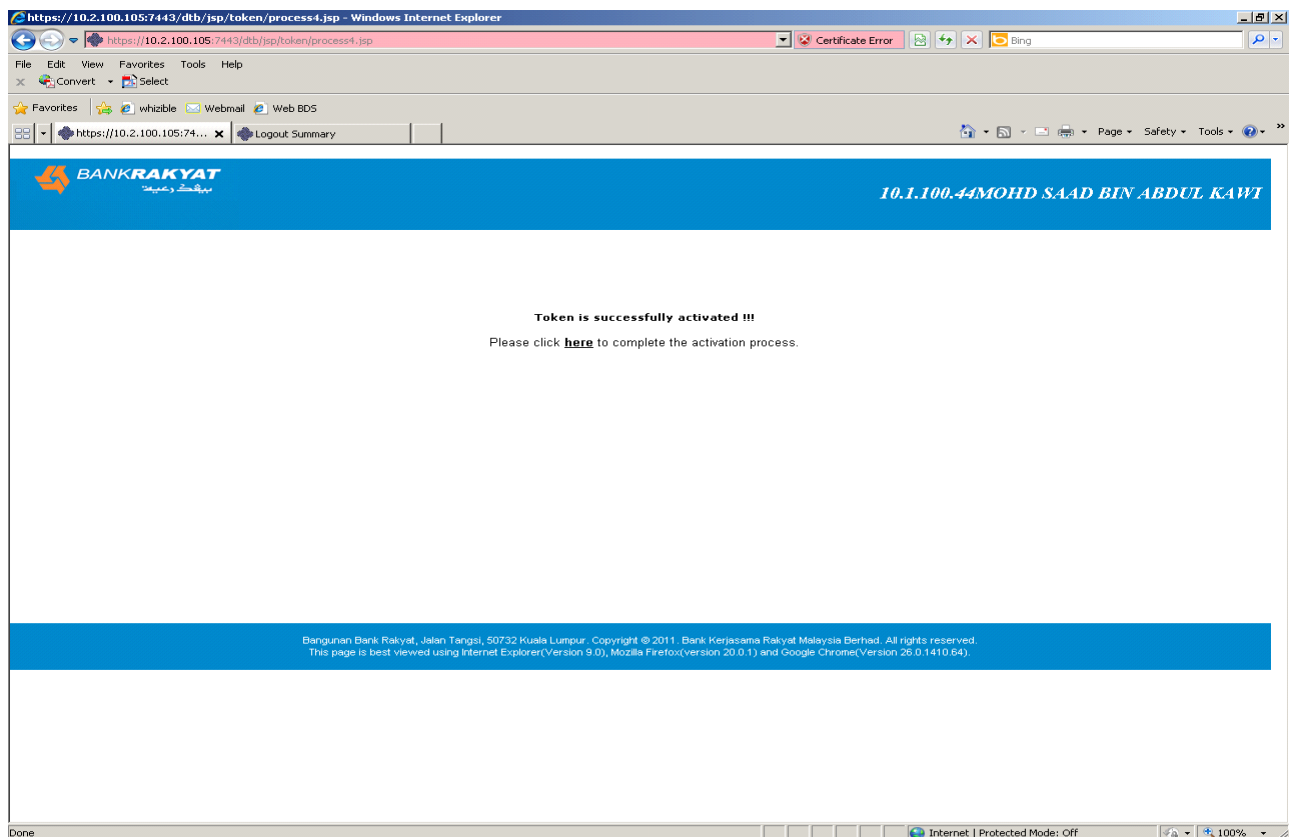 https://10.2.100.105:7443/dtb/jsp/token/process4.jsp - Windows Internet Explorer
https://10.2.100.105:7443/dtb/jsp/token/process4.jsp Certificate Error Bing
File Edit View Favorites Tools Help
Convert Select
Favorites whizible Webmail Web BDS
https://10.2.100.105:74... Logout Summary Page Safety Tools
BANKRAKYAT
10.1.100.44MOHD SAAD BIN ABDUL KAWI
Token is successfully activated !!!
Please click here to complete the activation process.
Bangunan Bank Rakyat, Jalan Tangsi, 50732 Kuala Lumpur. Copyright © 2011. Bank Kerjasama Rakyat Malaysia Berhad. All rights reserved.
This page is best viewed using Internet Explorer(Version 9.0), Mozilla Firefox(version 20.0.1) and Google Chrome(Version 26.0.1410.64).
Done Internet | Protected Mode: Off 100%